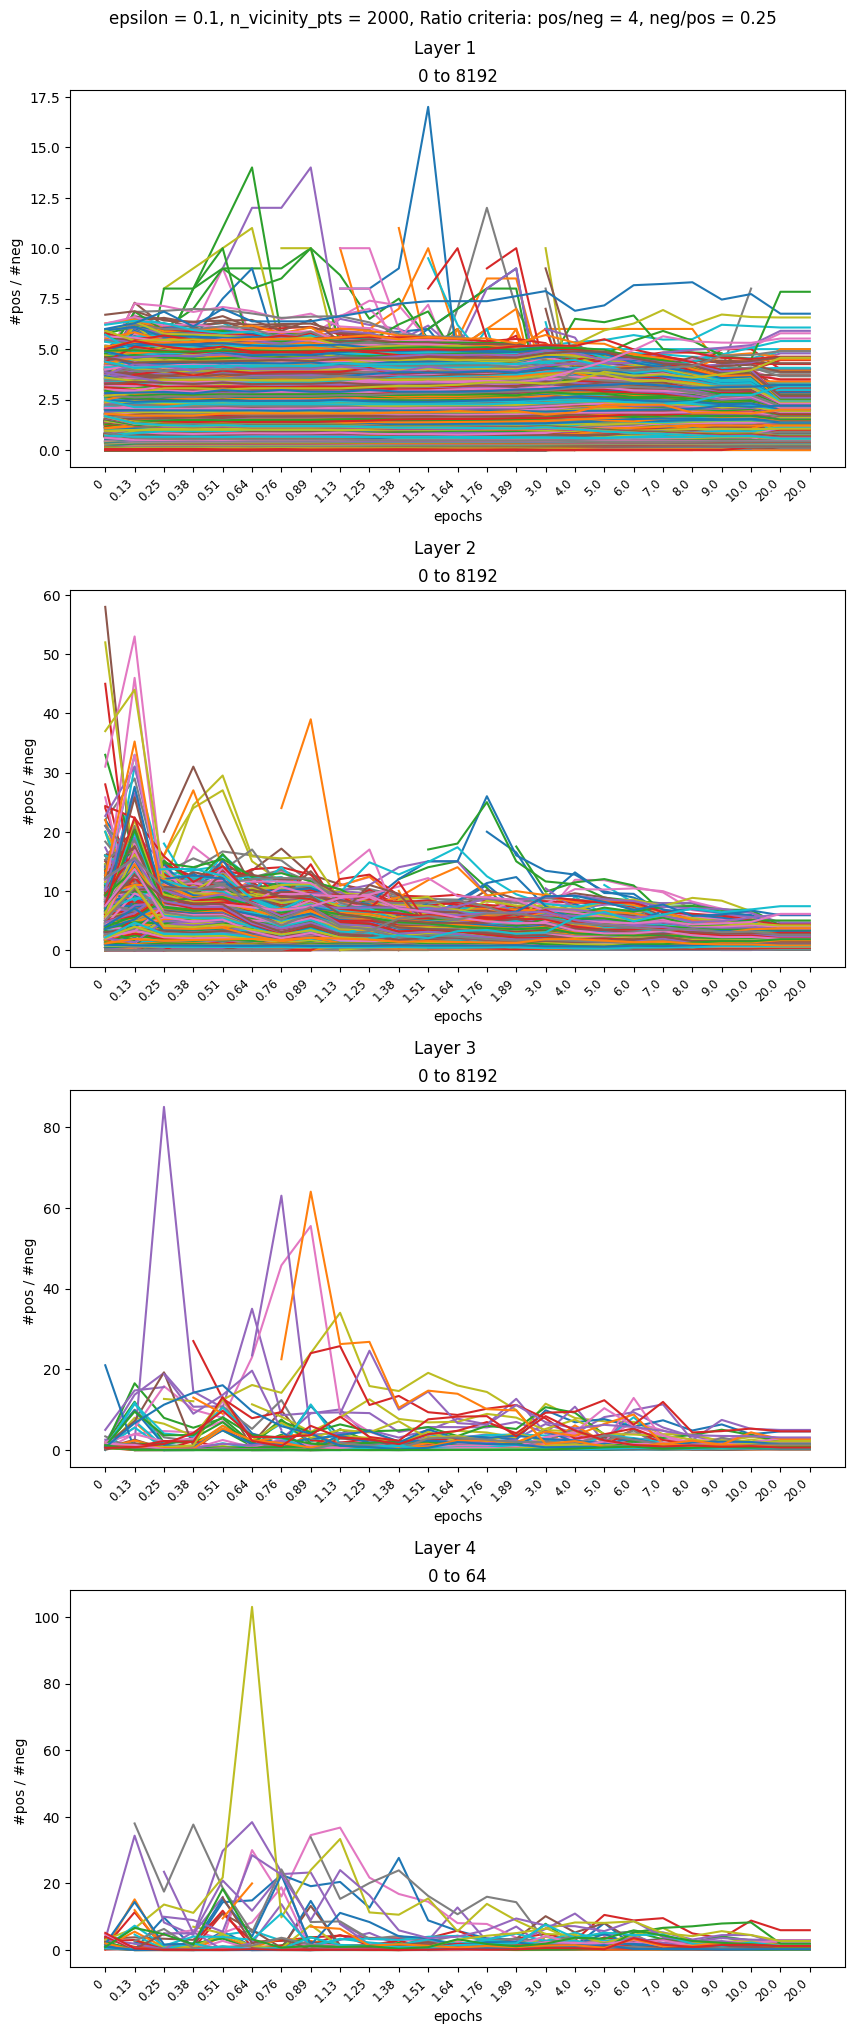 epsilon = 0.1, n_vicinity_pts = 2000, Ratio criteria: pos/neg = 4, neg/pos = 0.25
Layer 1
0 to 8192
17.5
15.0
12.5
10.0
7.5
5.0
2.5
0.0
#pos / #neg
0 0.13 0.25 0.38 0.51 0.64 0.76 0.89 1.13 1.25 1.38 1.51 1.64 1.76 1.89 3.0 4.0 5.0 6.0 7.0 8.0 9.0 10.0 20.0 20.0
epochs
Layer 2
0 to 8192
60
50
40
30
20
10
0
#pos / #neg
0 0.13 0.25 0.38 0.51 0.64 0.76 0.89 1.13 1.25 1.38 1.51 1.64 1.76 1.89 3.0 4.0 5.0 6.0 7.0 8.0 9.0 10.0 20.0 20.0
epochs
Layer 3
0 to 8192
80
60
40
20
0
#pos / #neg
0 0.13 0.25 0.38 0.51 0.64 0.76 0.89 1.13 1.25 1.38 1.51 1.64 1.76 1.89 3.0 4.0 5.0 6.0 7.0 8.0 9.0 10.0 20.0 20.0
epochs
Layer 4
0 to 64
100
80
60
40
20
0
#pos / #neg
0 0.13 0.25 0.38 0.51 0.64 0.76 0.89 1.13 1.25 1.38 1.51 1.64 1.76 1.89 3.0 4.0 5.0 6.0 7.0 8.0 9.0 10.0 20.0 20.0
epochs